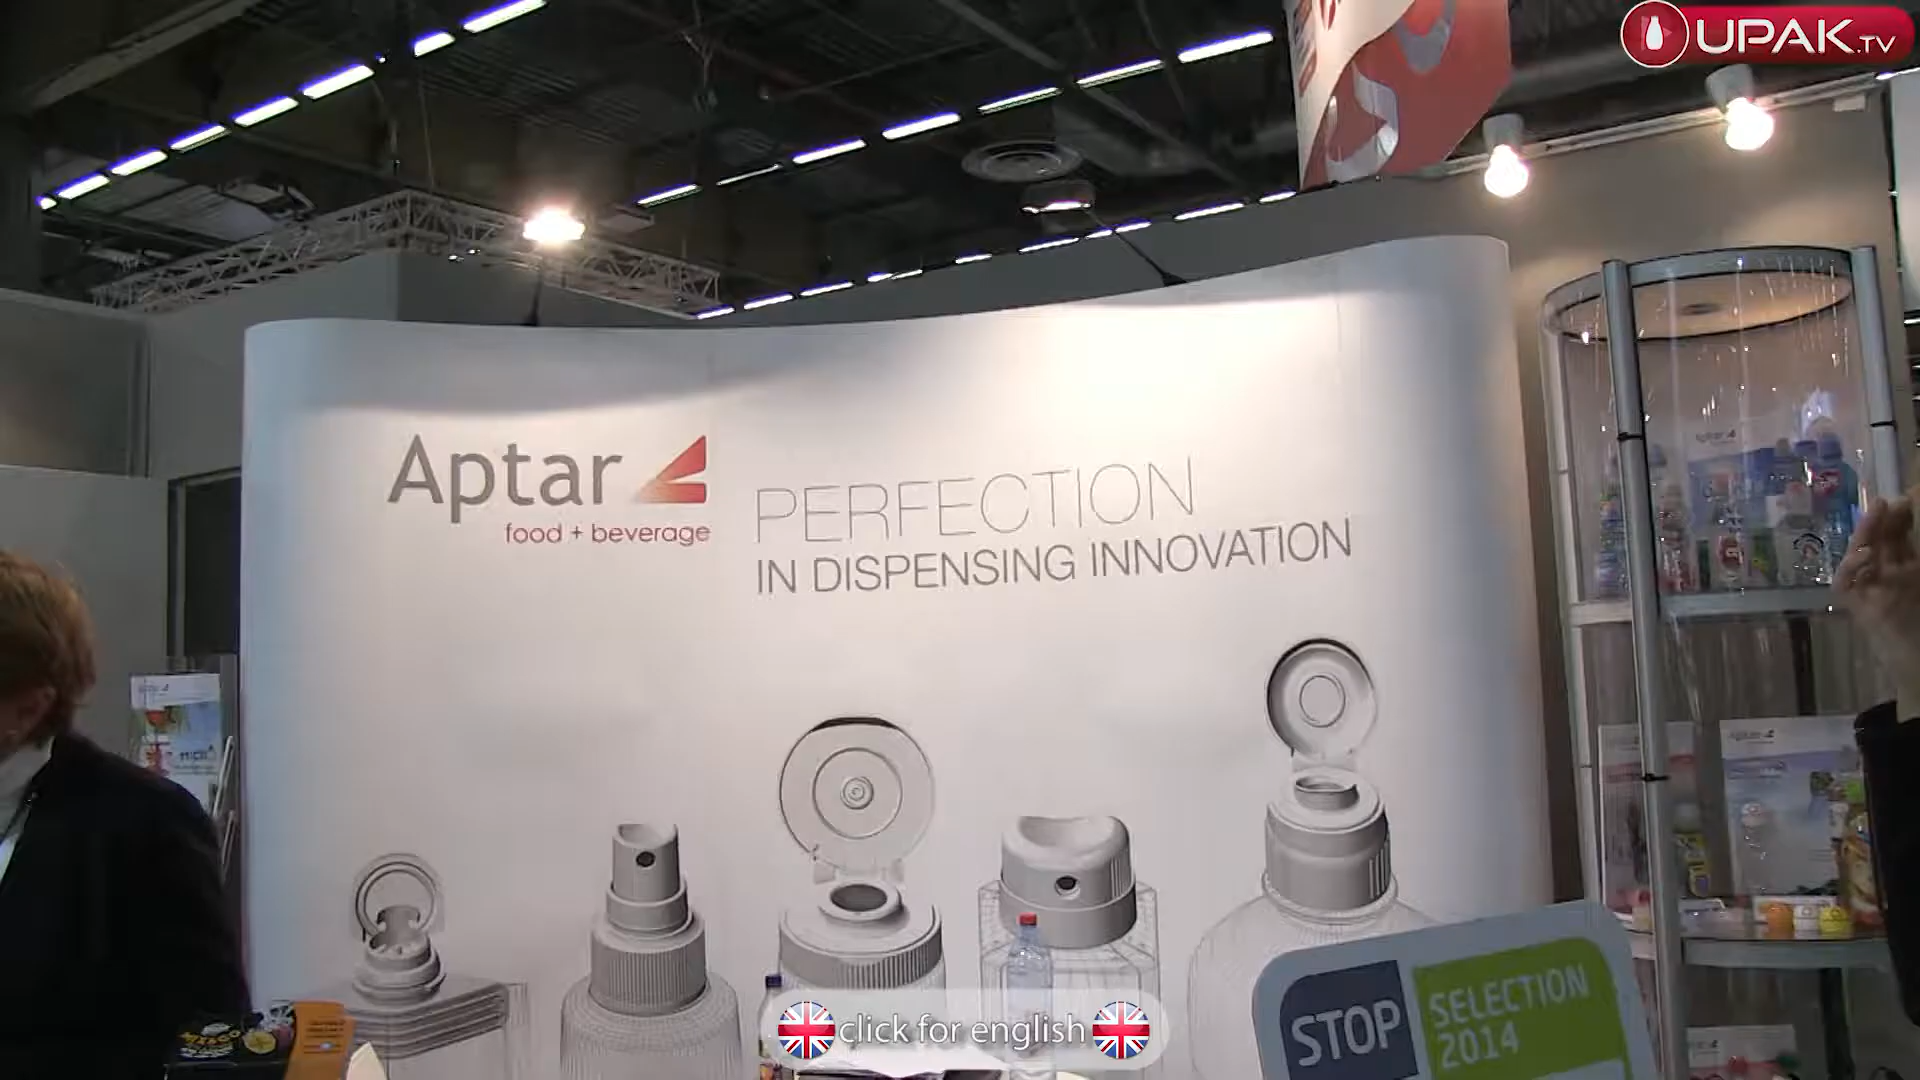 UPAK.TV
Aptar
food + beverage
PERFECTION
IN DISPENSING INNOVATION
STOP
SELECTION
2014
click for english